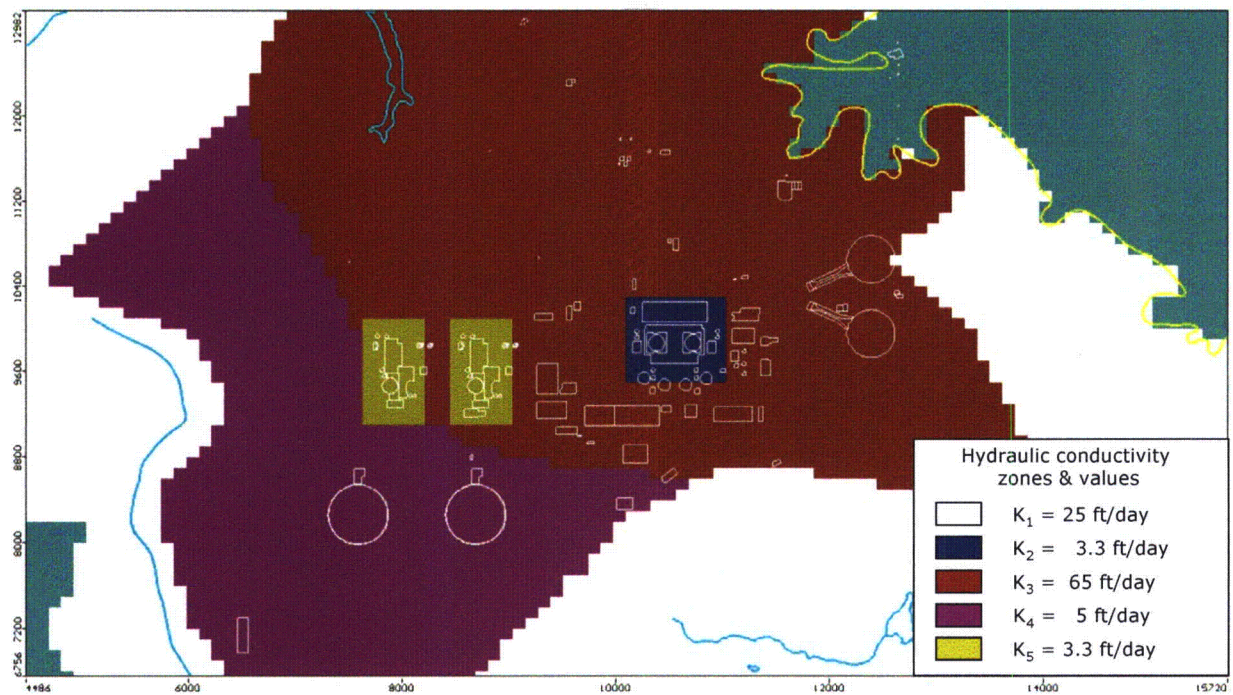 12982
12000
11200
10400
9600
8800
8000
7200
6756
Hydraulic conductivity
zones & values
K₁ = 25 ft/day
K₂ = 3.3 ft/day
K₃ = 65 ft/day
K₄ = 5 ft/day
K₅ = 3.3 ft/day
6000
8000
10000
12000
14000
15720